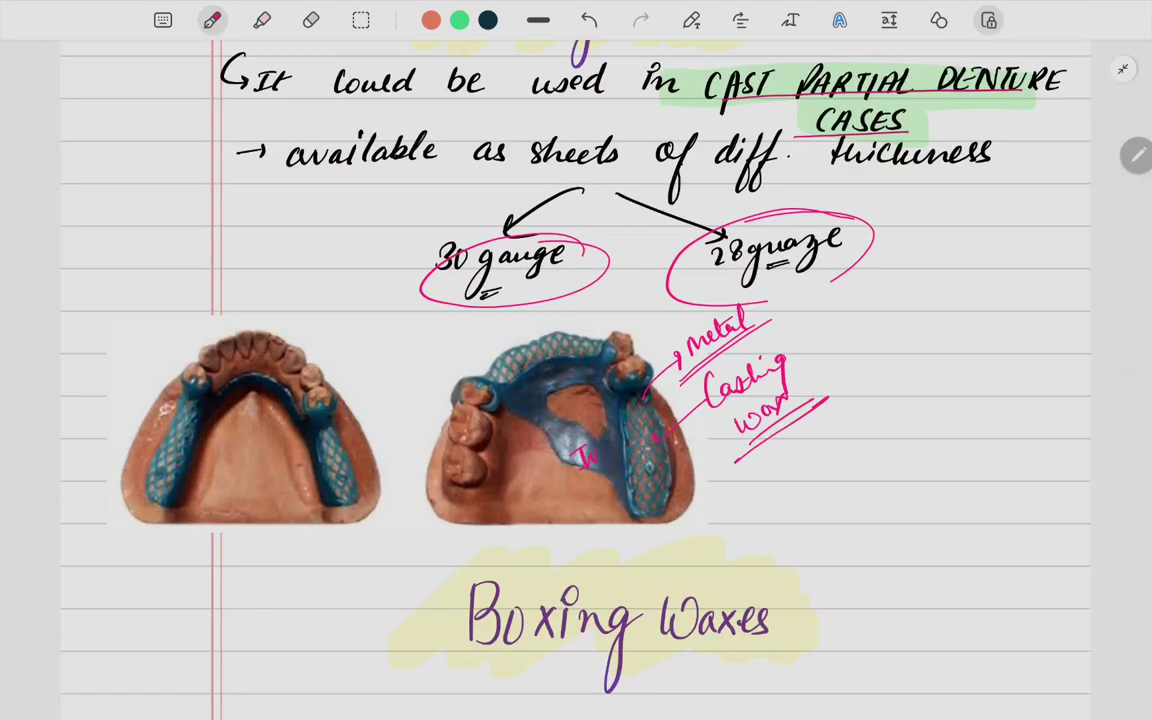 ↳ It could be used in CAST PARTIAL DENTURE
CASES
→ available as sheets of diff. thickness
30 gauge
28 guaze
metal
Casting
wax
Boxing Waxes